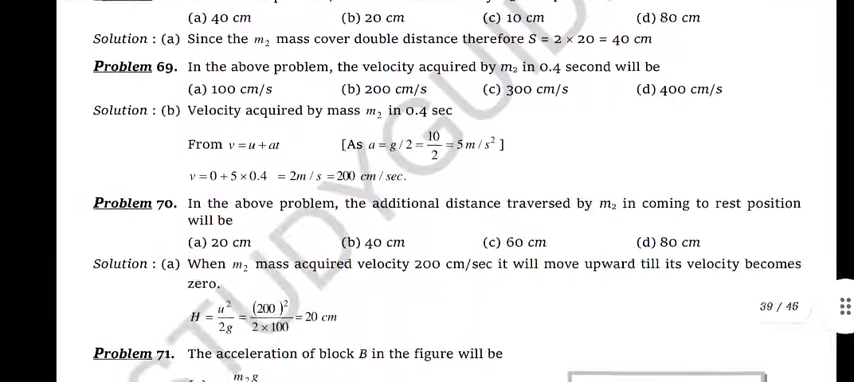 (a) 40 cm (b) 20 cm (c) 10 cm (d) 80 cm
Solution : (a) Since the m₂ mass cover double distance therefore S = 2 × 20 = 40 cm
Problem 69. In the above problem, the velocity acquired by m₂ in 0.4 second will be
(a) 100 cm/s (b) 200 cm/s (c) 300 cm/s (d) 400 cm/s
Solution : (b) Velocity acquired by mass m₂ in 0.4 sec
From v = u + at [As a = g / 2 = 10/2 = 5 m / s² ]
v = 0 + 5 × 0.4 = 2m / s = 200 cm / sec.
Problem 70. In the above problem, the additional distance traversed by m₂ in coming to rest position
will be
(a) 20 cm (b) 40 cm (c) 60 cm (d) 80 cm
Solution : (a) When m₂ mass acquired velocity 200 cm/sec it will move upward till its velocity becomes
zero.
H = u²/2g = (200 )²/2 × 100 = 20 cm
39 / 46
Problem 71. The acceleration of block B in the figure will be
m₂g
STUDYGUID